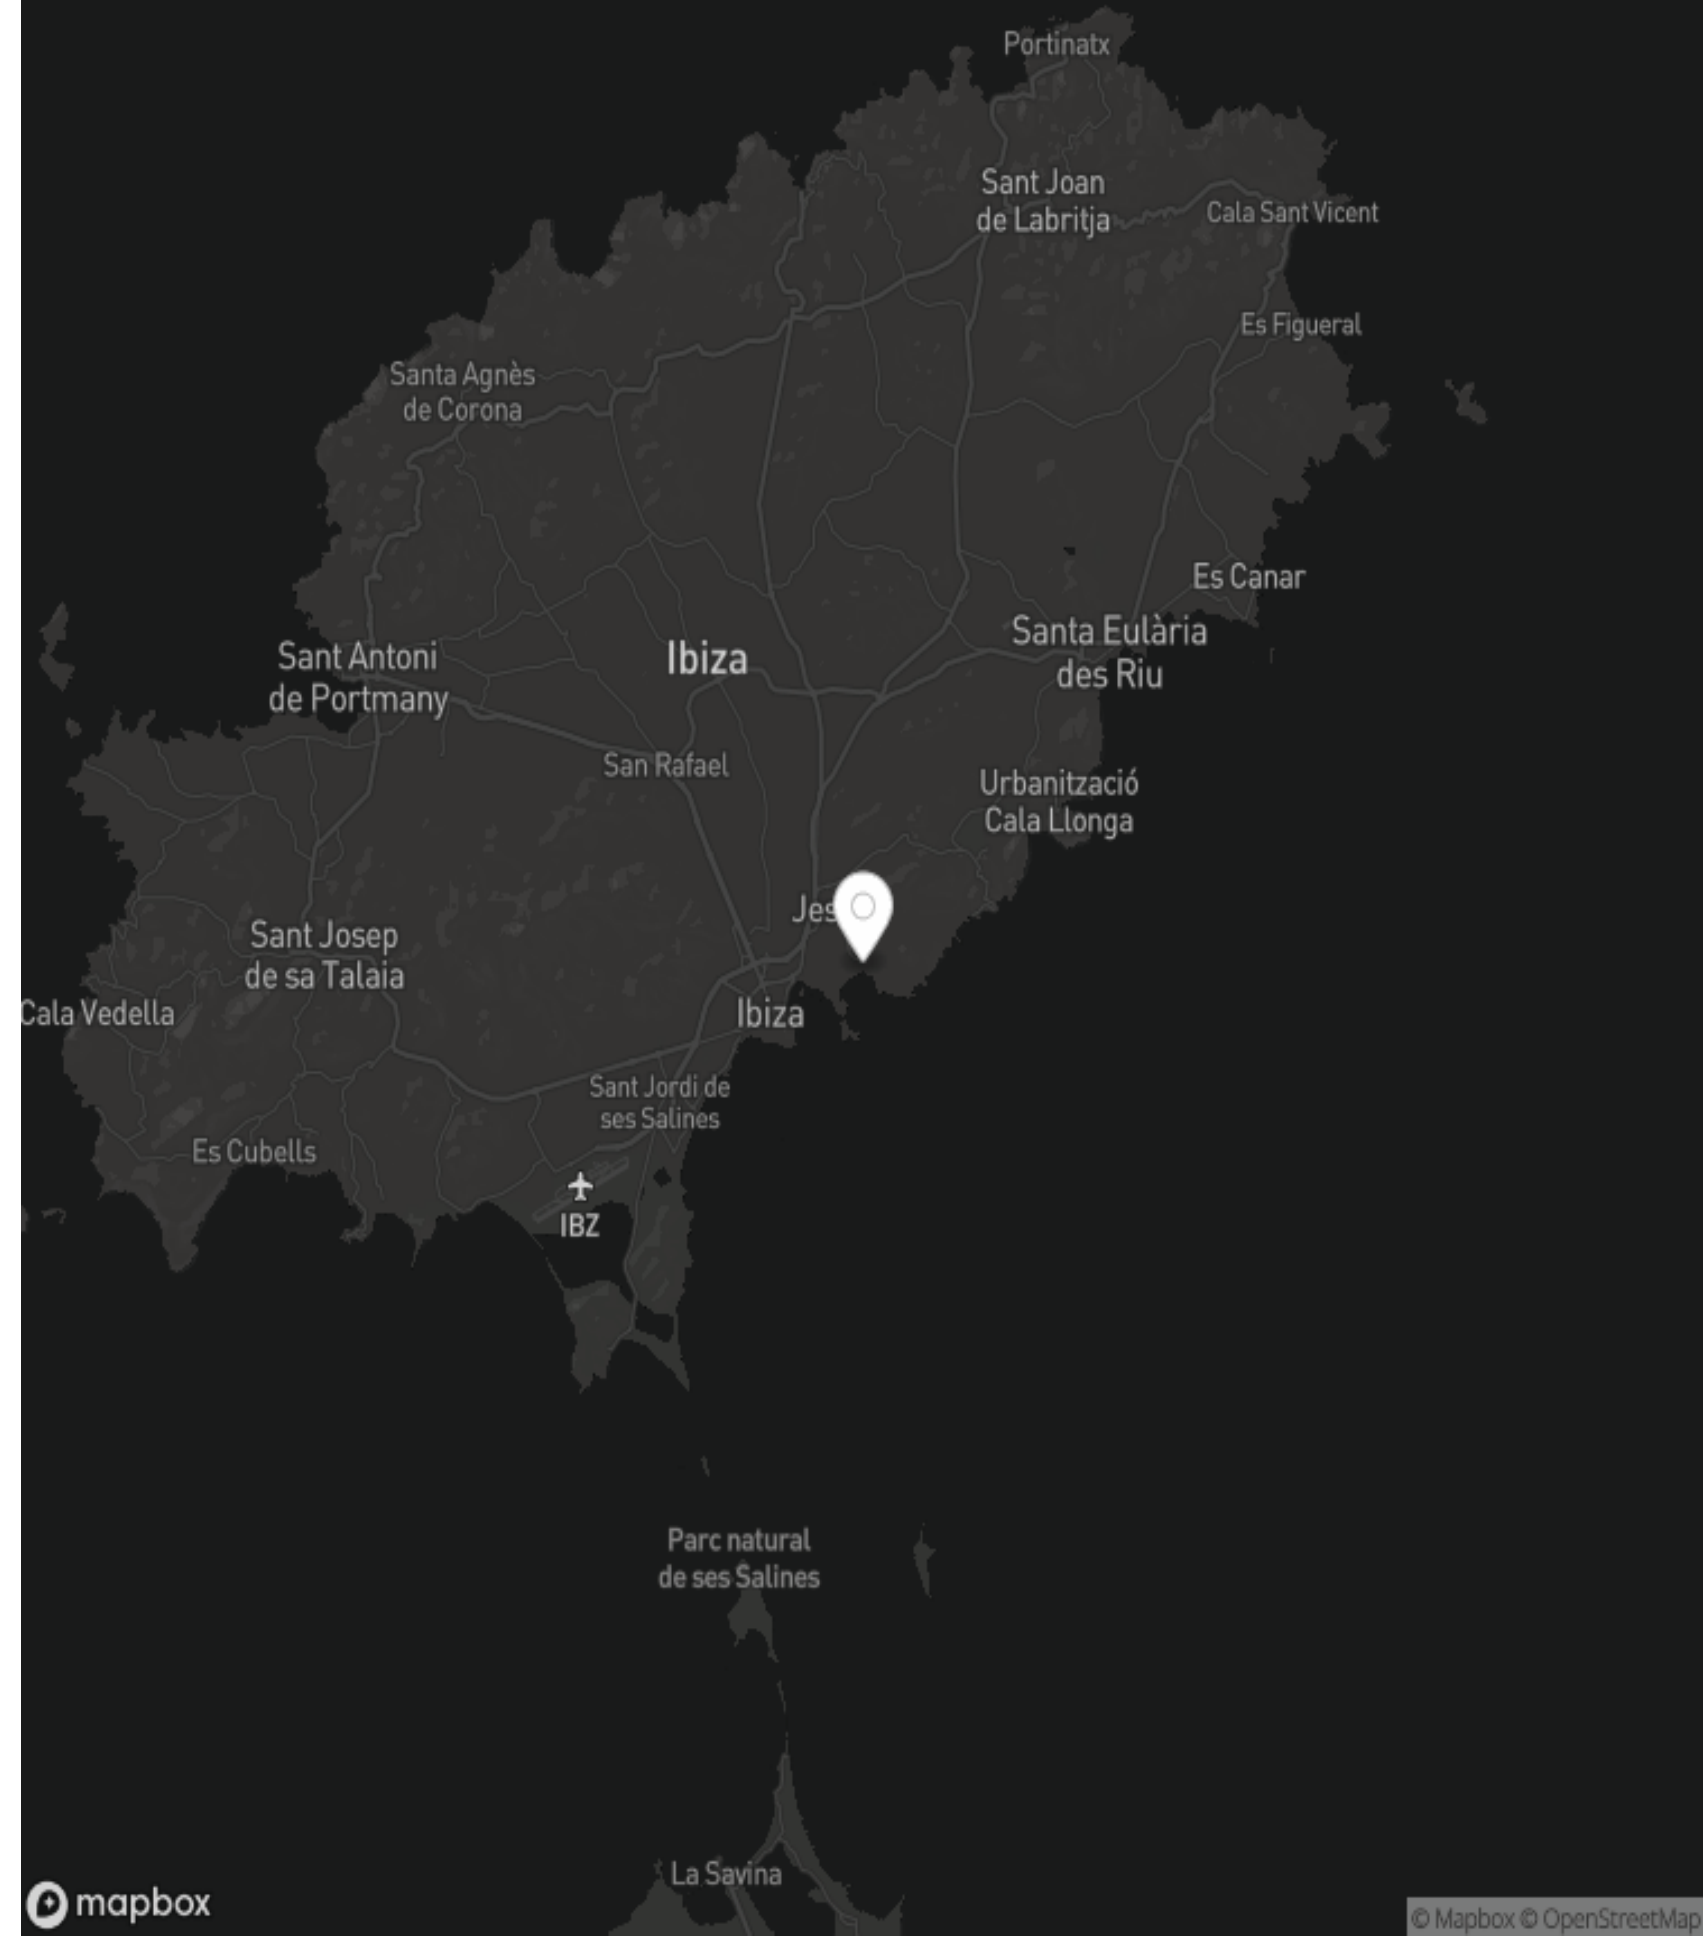 Portinatx
Sant Joan
de Labritja
Cala Sant Vicent
Es Figueral
Santa Agnès
de Corona
Es Canar
Santa Eulària
des Riu
Sant Antoni
de Portmany
Ibiza
San Rafael
Urbanització
Cala Llonga
Jes
Sant Josep
de sa Talaia
Cala Vedella
Ibiza
Sant Jordi de
ses Salines
Es Cubells
IBZ
Parc natural
de ses Salines
La Savina
mapbox
© Mapbox © OpenStreetMap